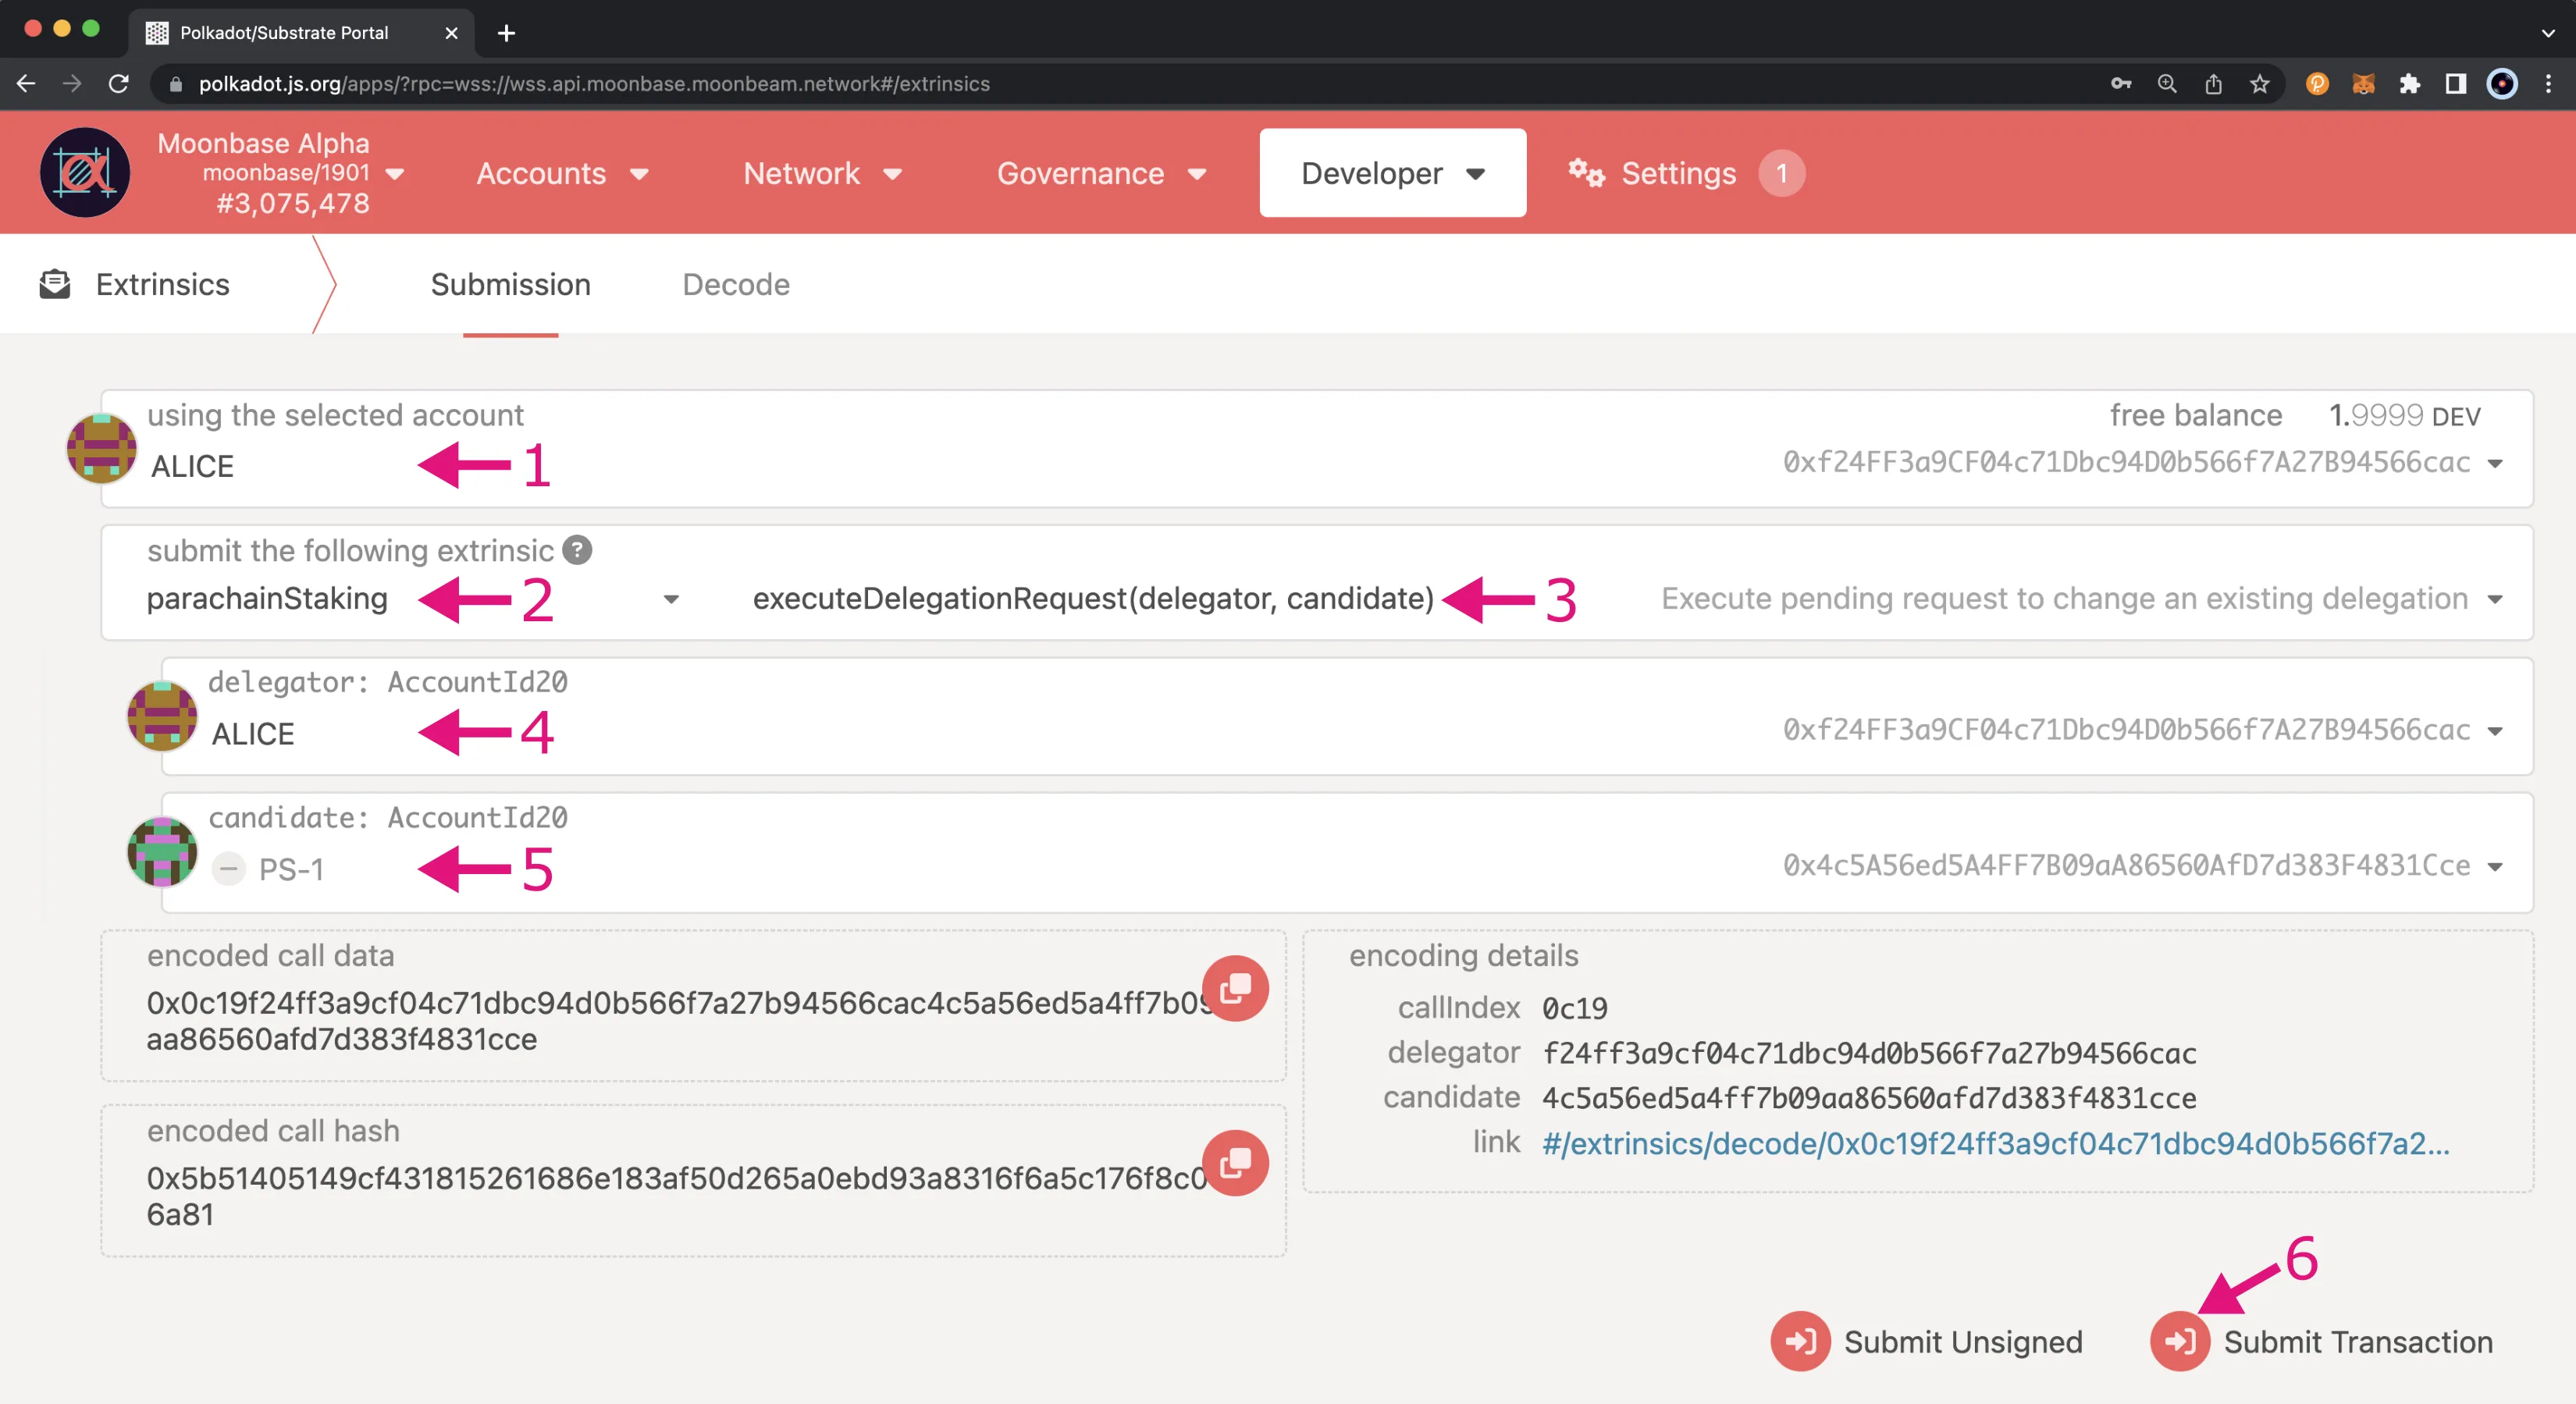 Polkadot/Substrate Portal
polkadot.js.org/apps/?rpc=wss://wss.api.moonbase.moonbeam.network#/extrinsics
Moonbase Alpha
moonbase/1901
#3,075,478
Accounts
Network
Governance
Developer
Settings
1
Extrinsics
Submission
Decode
using the selected account
free balance 1.9999 DEV
ALICE
1
0xf24FF3a9CF04c71Dbc94D0b566f7A27B94566cac
submit the following extrinsic ?
parachainStaking
2
executeDelegationRequest(delegator, candidate)
3
Execute pending request to change an existing delegation
delegator: AccountId20
ALICE
4
0xf24FF3a9CF04c71Dbc94D0b566f7A27B94566cac
candidate: AccountId20
PS-1
5
0x4c5A56ed5A4FF7B09aA86560AfD7d383F4831Cce
encoded call data
0x0c19f24ff3a9cf04c71dbc94d0b566f7a27b94566cac4c5a56ed5a4ff7b09
aa86560afd7d383f4831cce
encoded call hash
0x5b51405149cf431815261686e183af50d265a0ebd93a8316f6a5c176f8c0
6a81
encoding details
callIndex 0c19
delegator f24ff3a9cf04c71dbc94d0b566f7a27b94566cac
candidate 4c5a56ed5a4ff7b09aa86560afd7d383f4831cce
link #/extrinsics/decode/0x0c19f24ff3a9cf04c71dbc94d0b566f7a2...
6
Submit Unsigned
Submit Transaction